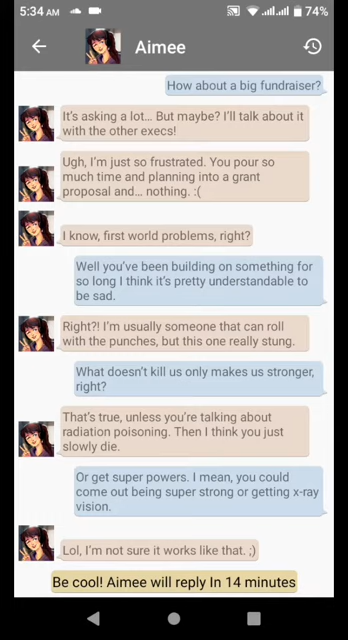 5:34 AM 74%
Aimee
How about a big fundraiser?
It's asking a lot... But maybe? I'll talk about it
with the other execs!
Ugh, I'm just so frustrated. You pour so
much time and planning into a grant
proposal and... nothing. :(
I know, first world problems, right?
Well you've been building on something for
so long I think it's pretty understandable to
be sad.
Right?! I'm usually someone that can roll
with the punches, but this one really stung.
What doesn't kill us only makes us stronger,
right?
That's true, unless you're talking about
radiation poisoning. Then I think you just
slowly die.
Or get super powers. I mean, you could
come out being super strong or getting x-ray
vision.
Lol, I'm not sure it works like that. ;)
Be cool! Aimee will reply In 14 minutes